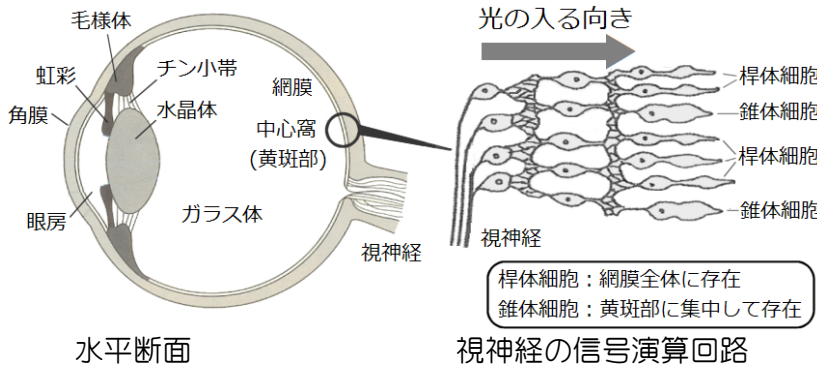 毛様体
虹彩
角膜
チン小帯
水晶体
網膜
中心窩
(黄斑部)
眼房
ガラス体
視神経
水平断面
光の入る向き
桿体細胞
錐体細胞
桿体細胞
錐体細胞
視神経
桿体細胞：網膜全体に存在
錐体細胞：黄斑部に集中して存在
視神経の信号演算回路